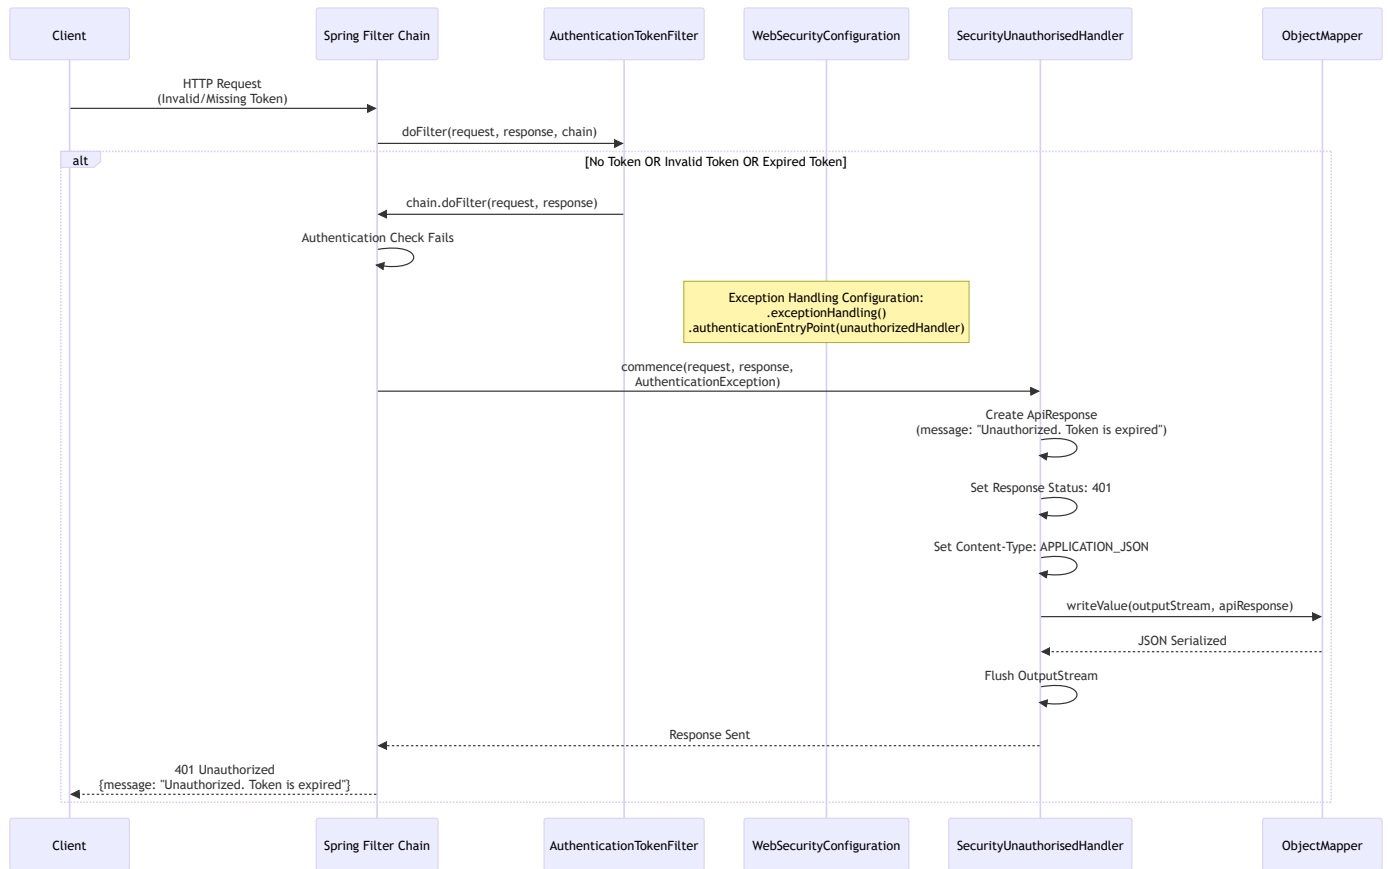 Client
Spring Filter Chain
AuthenticationTokenFilter
WebSecurityConfiguration
SecurityUnauthorisedHandler
ObjectMapper
HTTP Request
(Invalid/Missing Token)
doFilter(request, response, chain)
alt
[No Token OR Invalid Token OR Expired Token]
chain.doFilter(request, response)
Authentication Check Fails
Exception Handling Configuration:
.exceptionHandling()
.authenticationEntryPoint(unauthorizedHandler)
commence(request, response,
AuthenticationException)
Create ApiResponse
(message: "Unauthorized. Token is expired")
Set Response Status: 401
Set Content-Type: APPLICATION_JSON
writeValue(outputStream, apiResponse)
JSON Serialized
Flush OutputStream
Response Sent
401 Unauthorized
{message: "Unauthorized. Token is expired"}
Client
Spring Filter Chain
AuthenticationTokenFilter
WebSecurityConfiguration
SecurityUnauthorisedHandler
ObjectMapper